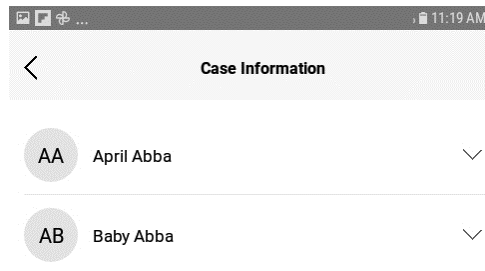 ... 11:19 AM
Case Information
AA April Abba
AB Baby Abba